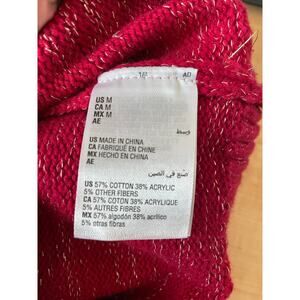 US M
CA M
MX M
AE
وسط
US MADE IN CHINA
CA FABRIQUÉ EN CHINE
MX HECHO EN CHINA
AE
صنع في الصين
US 57% COTTON 38% ACRYLIC
5% OTHER FIBERS
CA 57% COTON 38% ACRYLIQUE
5% AUTRES FIBRES
MX 57% algodón 38% acrílico
5% otras fibras